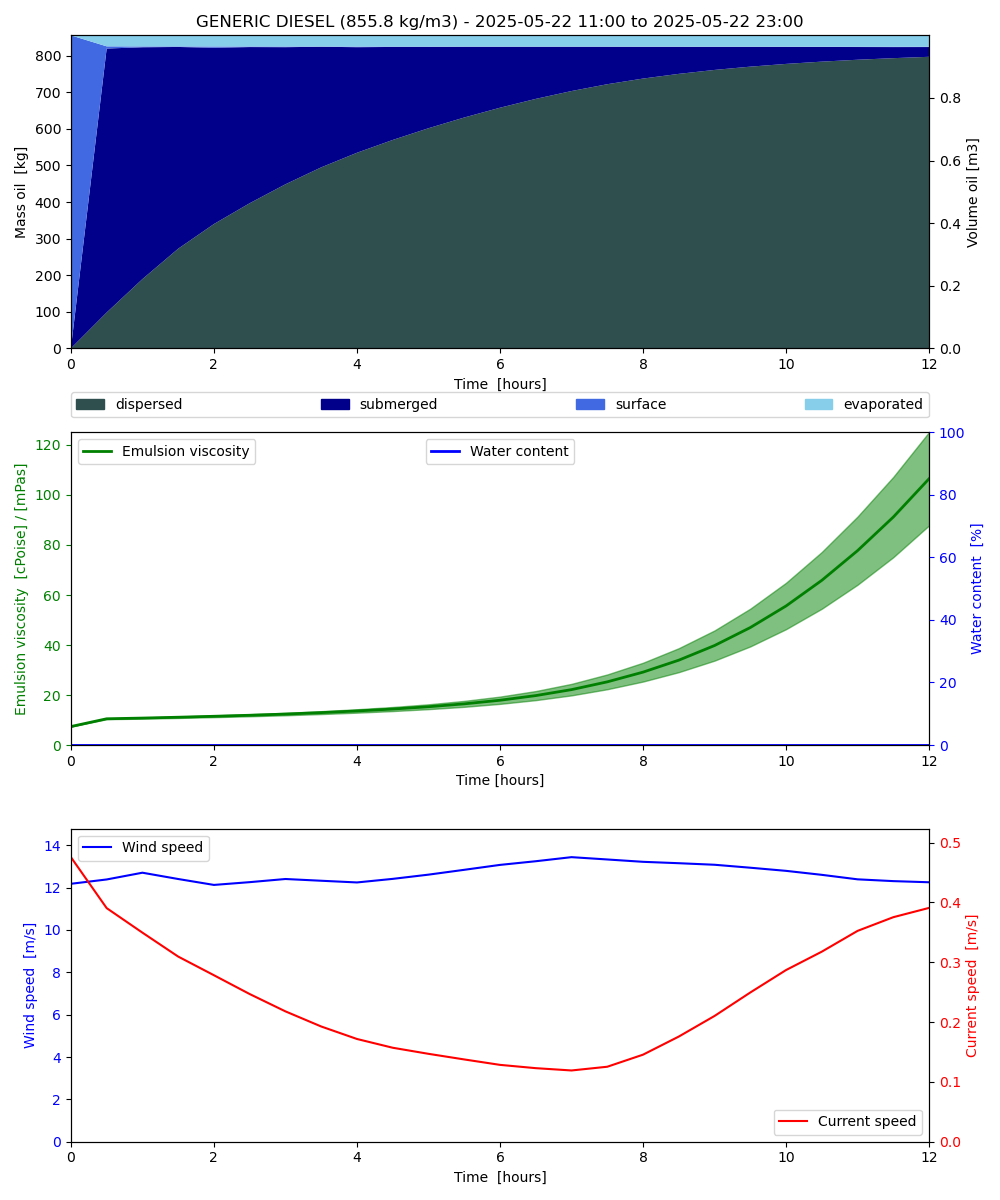 GENERIC DIESEL (855.8 kg/m3) - 2025-05-22 11:00 to 2025-05-22 23:00
800
700
600
500
400
300
200
100
0
Mass oil [kg]
0.8
0.6
0.4
0.2
0.0
Volume oil [m3]
0 2 4 6 8 10 12
Time [hours]
dispersed submerged surface evaporated
Emulsion viscosity Water content
120
100
80
60
40
20
0
Emulsion viscosity [cPoise] / [mPas]
100
80
60
40
20
0
Water content [%]
0 2 4 6 8 10 12
Time [hours]
Wind speed
14
12
10
8
6
4
2
0
Wind speed [m/s]
0.5
0.4
0.3
0.2
0.1
0.0
Current speed [m/s]
Current speed
0 2 4 6 8 10 12
Time [hours]